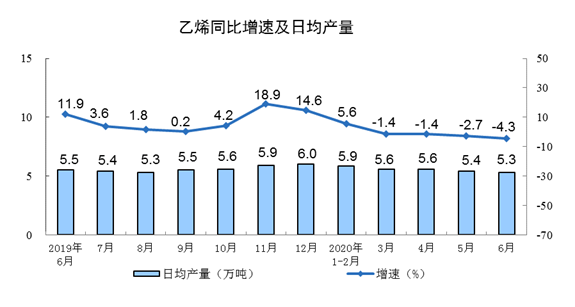 乙烯同比增速及日均产量
15
10
5
0
50
30
10
-10
-30
-50
-70
11.9
3.6
1.8
0.2
4.2
18.9
14.6
5.6
-1.4
-1.4
-2.7
-4.3
5.5
5.4
5.3
5.5
5.6
5.9
6.0
5.9
5.6
5.6
5.4
5.3
2019年
6月
7月
8月
9月
10月
11月
12月
2020年
1-2月
3月
4月
5月
6月
日均产量（万吨）
增速（%）